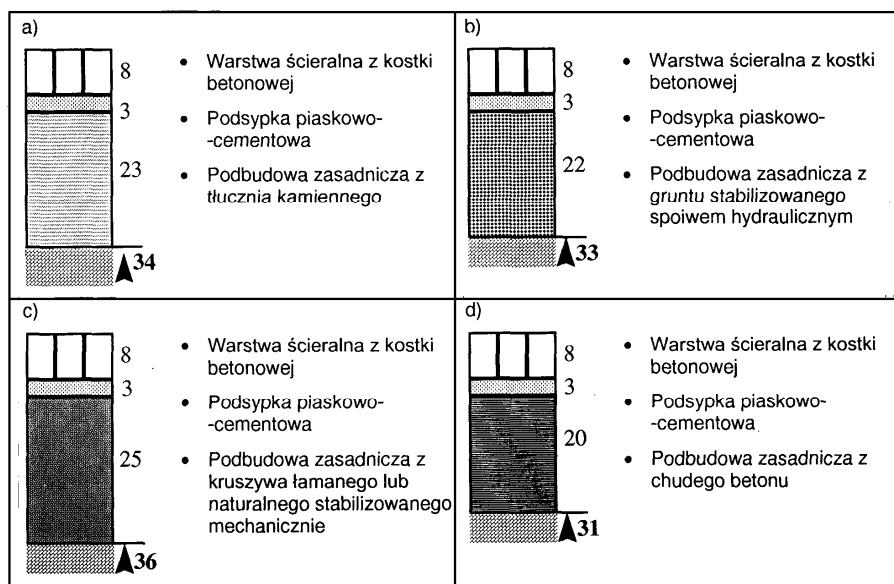 a)
8
3
23
34
• Warstwa ścieralna z kostki
betonowej
• Podsypka piaskowo-
-cementowa
• Podbudowa zasadnicza z
tłucznia kamiennego
b)
8
3
22
33
• Warstwa ścieralna z kostki
betonowej
• Podsypka piaskowo-
-cementowa
• Podbudowa zasadnicza z
gruntu stabilizowanego
spoiwem hydraulicznym
c)
8
3
25
36
• Warstwa ścieralna z kostki
betonowej
• Podsypka piaskowo-
-cementowa
• Podbudowa zasadnicza z
kruszywa łamanego lub
naturalnego stabilizowanego
mechanicznie
d)
8
3
20
31
• Warstwa ścieralna z kostki
betonowej
• Podsypka piaskowo-
-cementowa
• Podbudowa zasadnicza z
chudego betonu